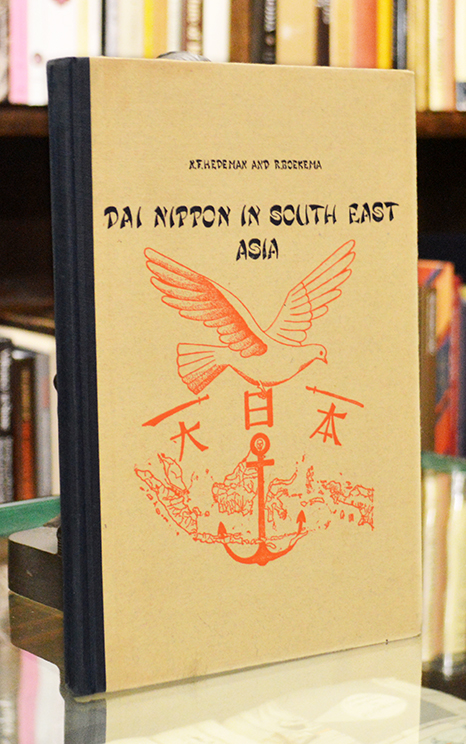 N.F.HEDEMAN AND R.BOEKEMA
DAI NIPPON IN SOUTH EAST
ASIA
大日本